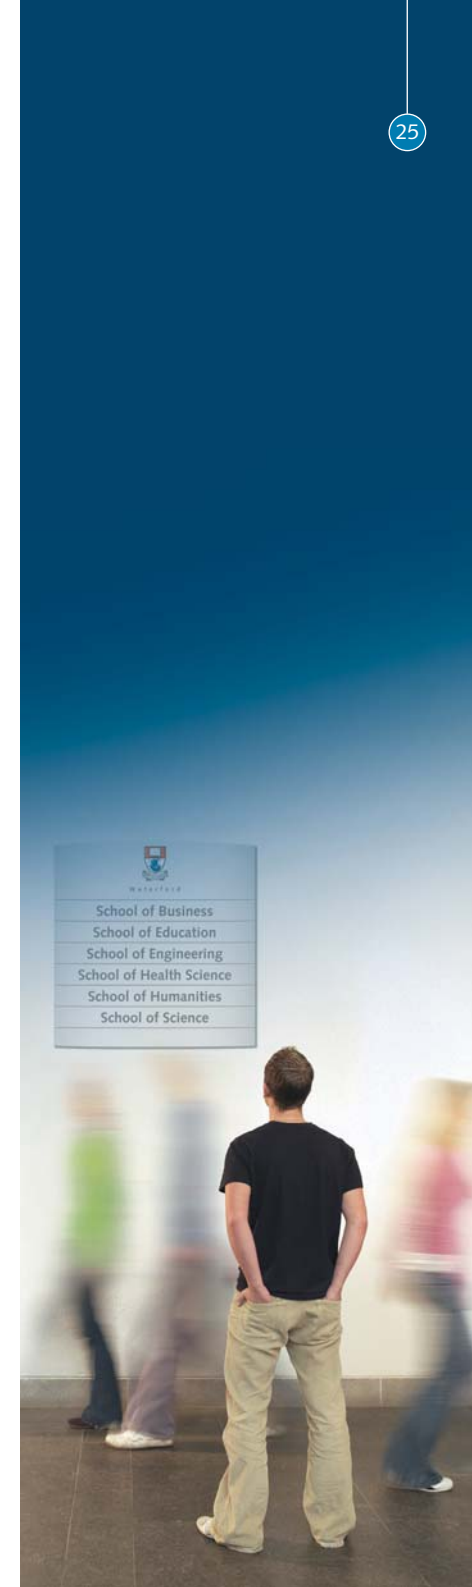 25
Waterford
School of Business
School of Education
School of Engineering
School of Health Science
School of Humanities
School of Science